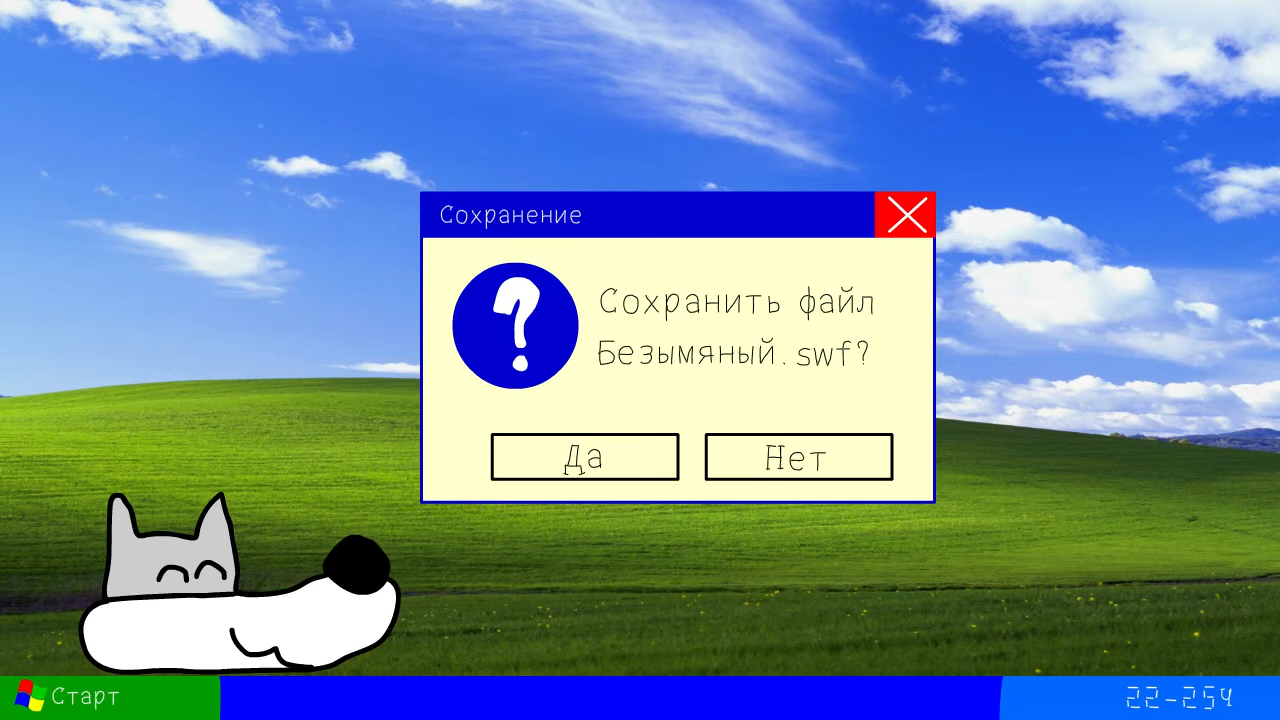 Сохранение
Сохранить файл
Безымяный.swf?
Да
Нет
Старт
22-254